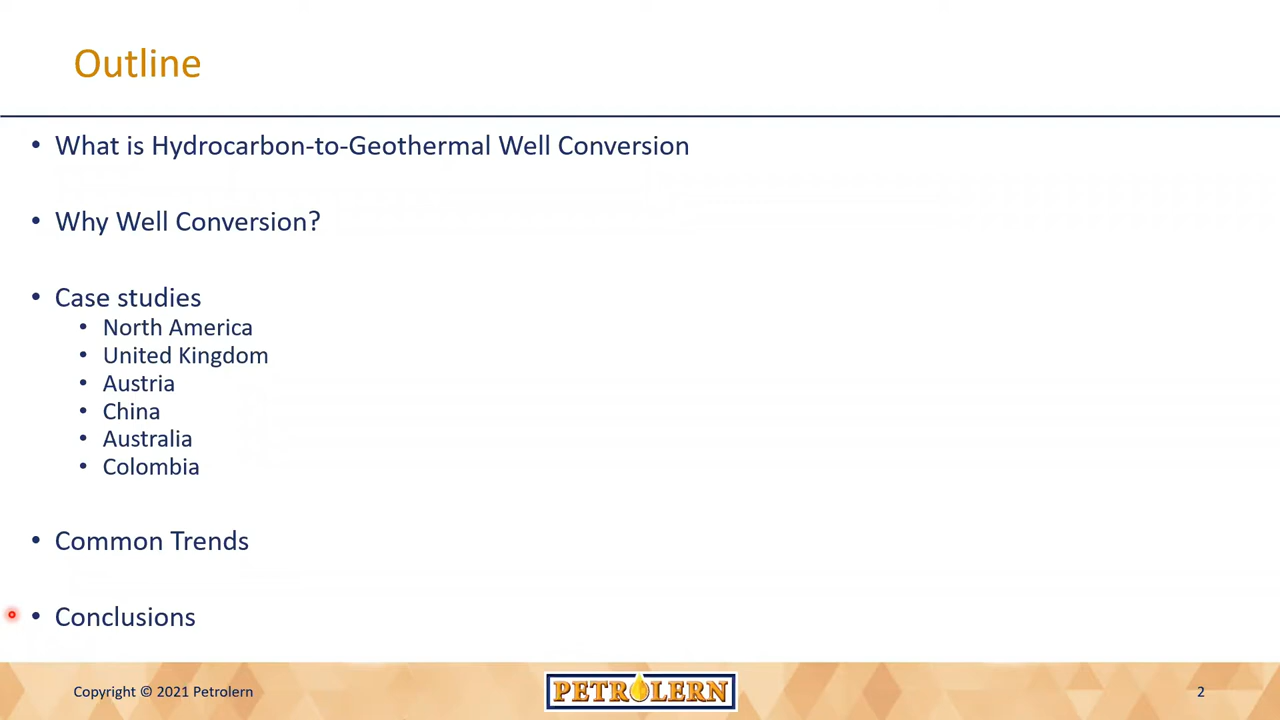 Outline
• What is Hydrocarbon-to-Geothermal Well Conversion
• Why Well Conversion?
• Case studies
• North America
• United Kingdom
• Austria
• China
• Australia
• Colombia
• Common Trends
• Conclusions
Copyright © 2021 Petrolern
PETROLERN
2